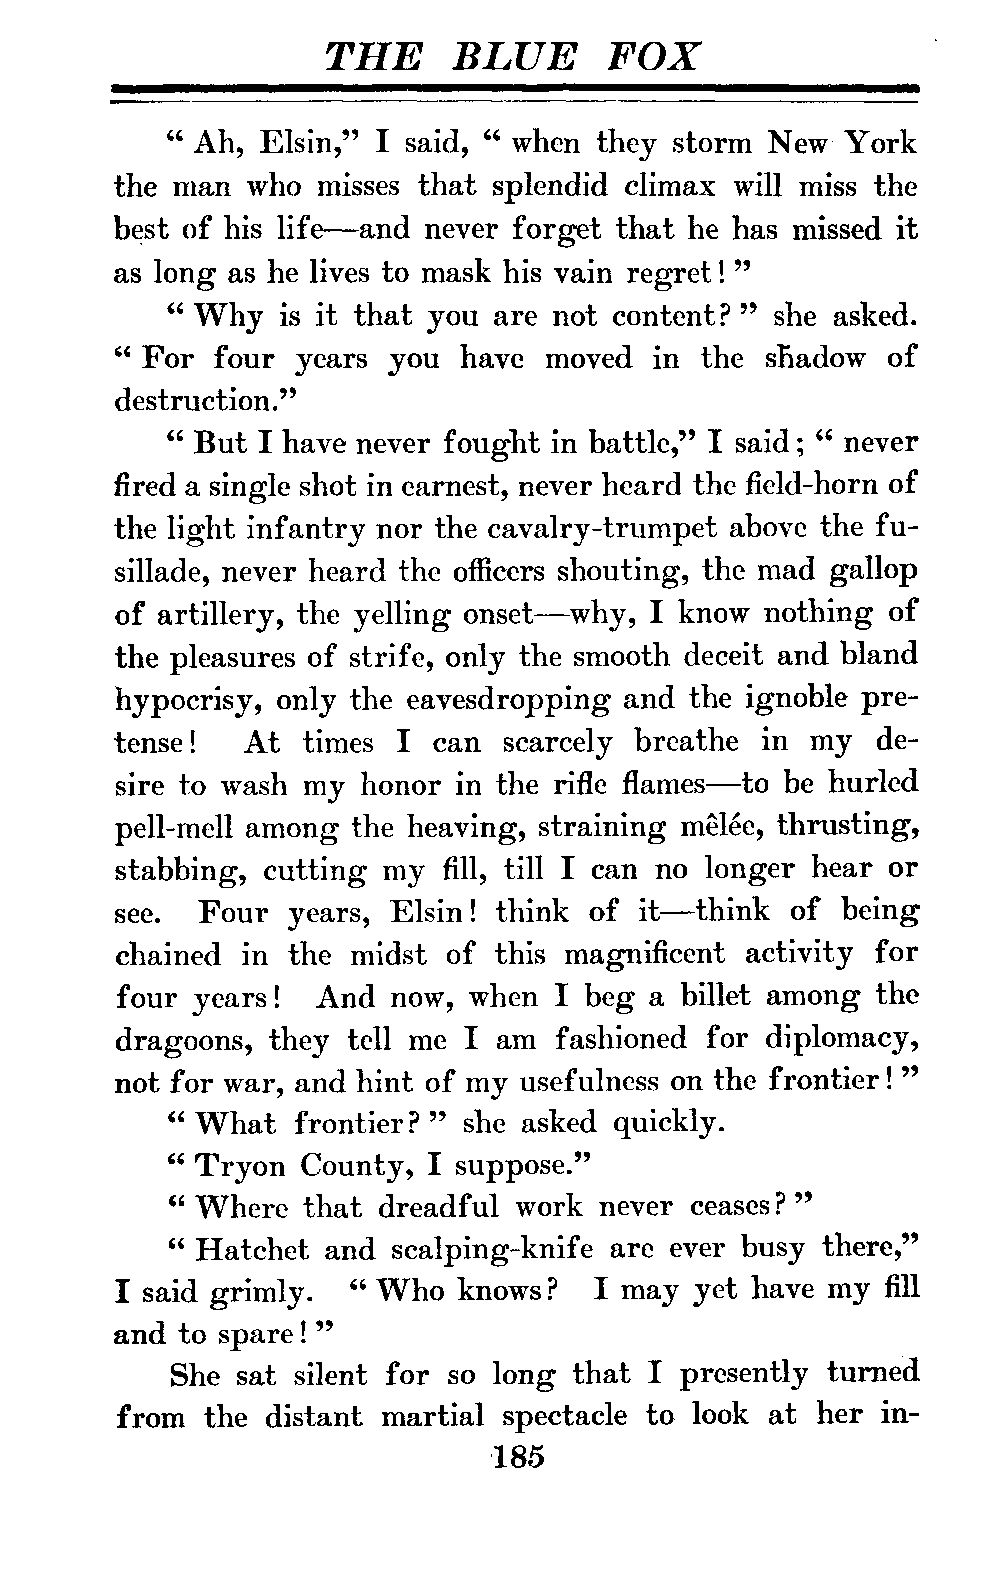 THE BLUE FOX
“ Ah, Elsin,” I said, “ when they storm New York
the man who misses that splendid climax will miss the
best of his life—and never forget that he has missed it
as long as he lives to mask his vain regret! ”
“ Why is it that you are not content? ” she asked.
“ For four years you have moved in the shadow of
destruction.”
“ But I have never fought in battle,” I said; “ never
fired a single shot in earnest, never heard the field-horn of
the light infantry nor the cavalry-trumpet above the fu-
sillade, never heard the officers shouting, the mad gallop
of artillery, the yelling onset—why, I know nothing of
the pleasures of strife, only the smooth deceit and bland
hypocrisy, only the eavesdropping and the ignoble pre-
tense! At times I can scarcely breathe in my de-
sire to wash my honor in the rifle flames—to be hurled
pell-mell among the heaving, straining mêlée, thrusting,
stabbing, cutting my fill, till I can no longer hear or
see. Four years, Elsin! think of it—think of being
chained in the midst of this magnificent activity for
four years! And now, when I beg a billet among the
dragoons, they tell me I am fashioned for diplomacy,
not for war, and hint of my usefulness on the frontier! ”
“ What frontier? ” she asked quickly.
“ Tryon County, I suppose.”
“ Where that dreadful work never ceases? ”
“ Hatchet and scalping-knife are ever busy there,”
I said grimly. “ Who knows? I may yet have my fill
and to spare! ”
She sat silent for so long that I presently turned
from the distant martial spectacle to look at her in-
185